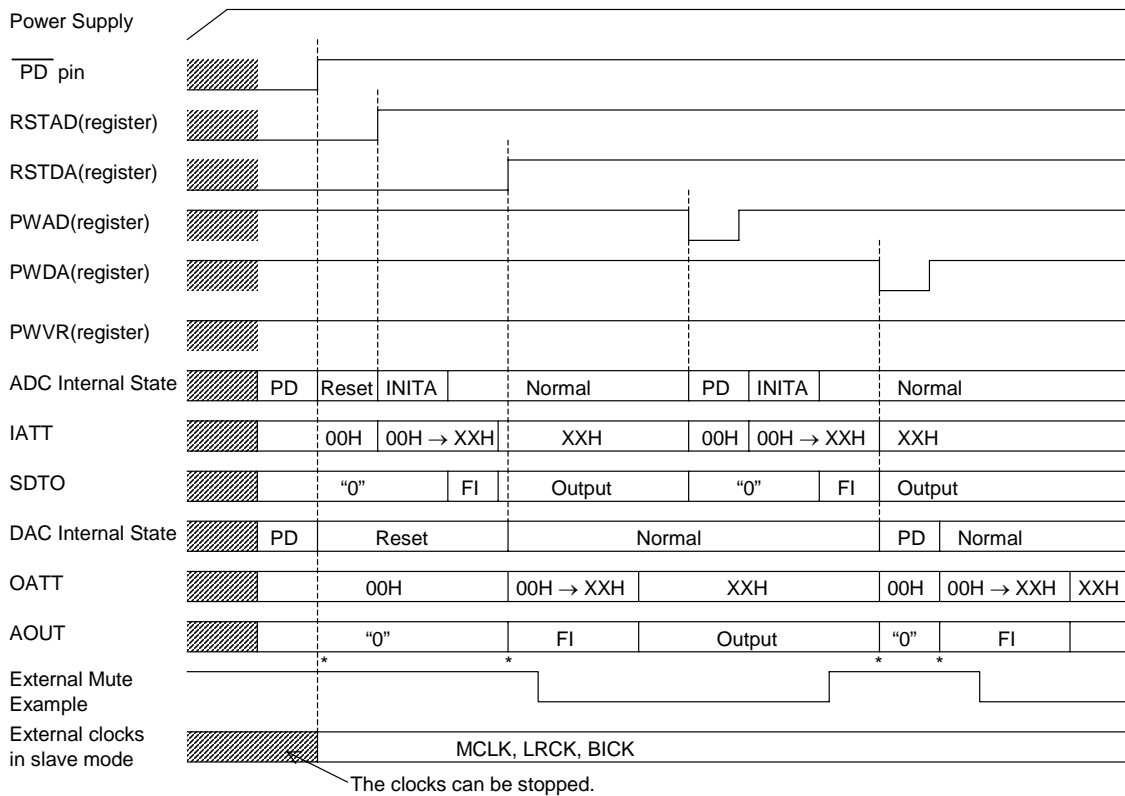 Power Supply
PD pin
RSTAD(register)
RSTDA(register)
PWAD(register)
PWDA(register)
PWVR(register)
ADC Internal State PD Reset INITA Normal PD INITA Normal
IATT 00H 00H → XXH XXH 00H 00H → XXH XXH
SDTO “0” FI Output “0” FI Output
DAC Internal State PD Reset Normal PD Normal
OATT 00H 00H → XXH XXH 00H 00H → XXH XXH
AOUT “0” FI Output “0” FI
* * * *
External Mute
Example
External clocks
in slave mode
MCLK, LRCK, BICK
The clocks can be stopped.